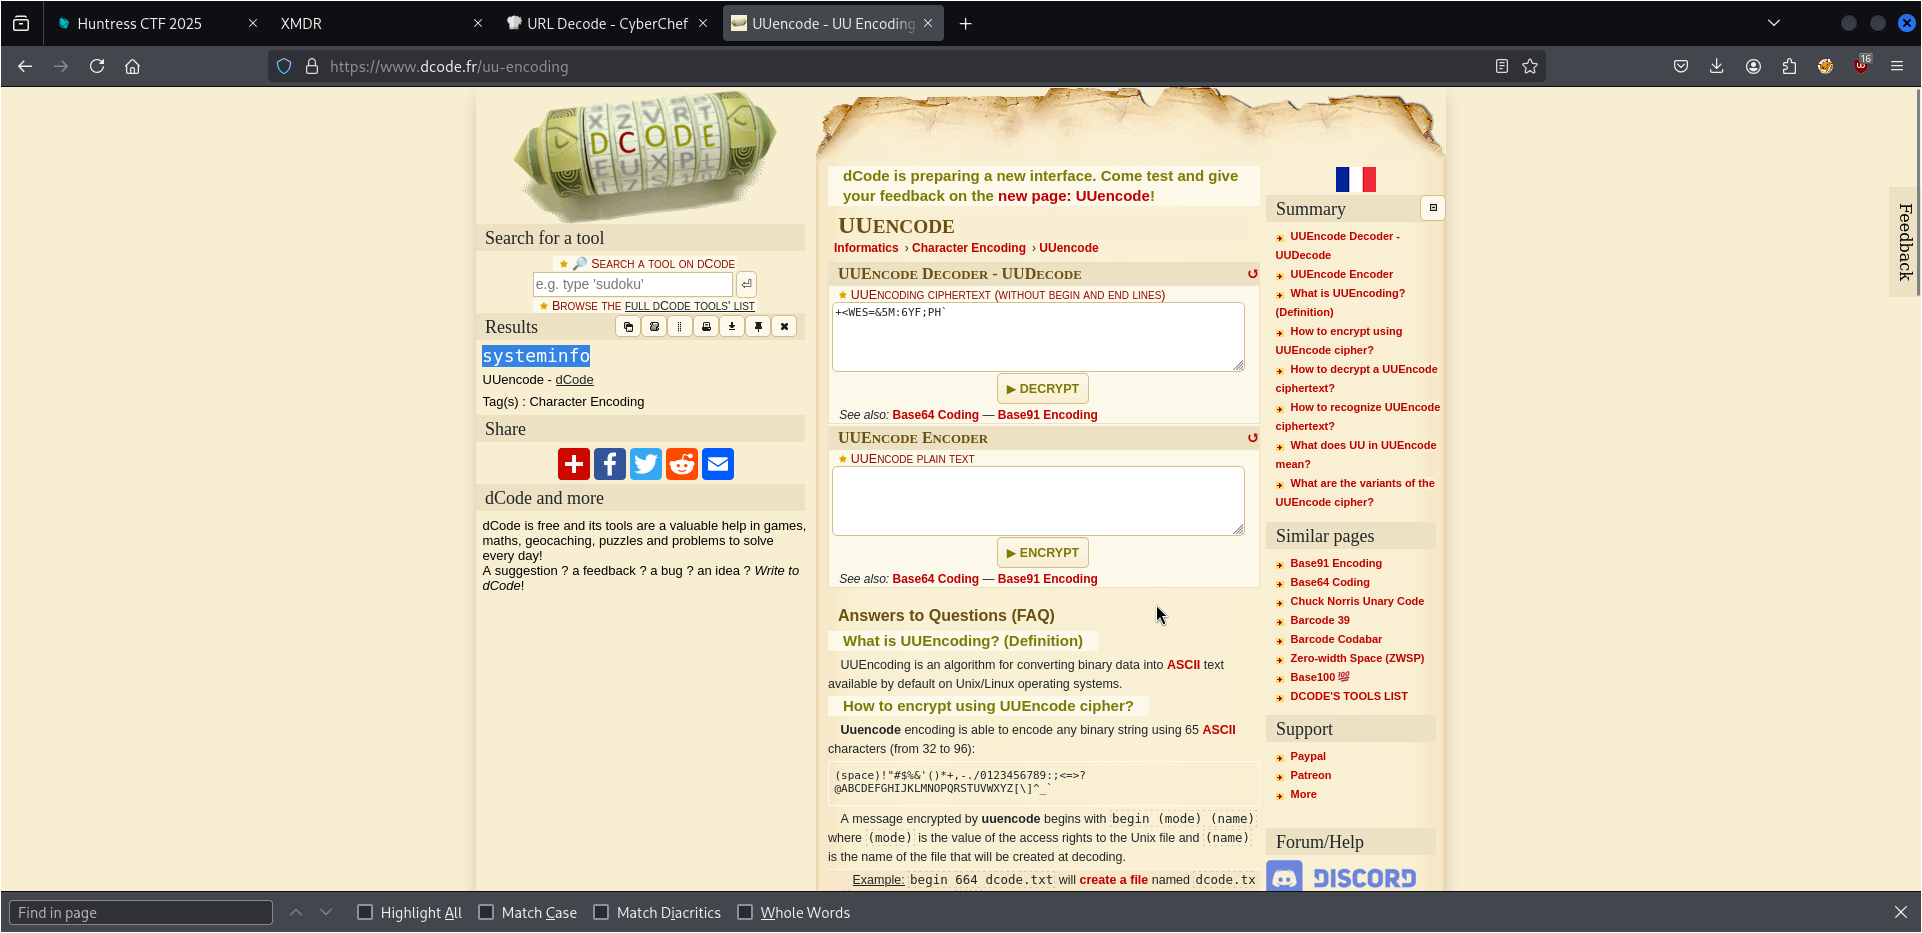 Huntress CTF 2025
XMDR
URL Decode - CyberChef
UUencode - UU Encoding
https://www.dcode.fr/uu-encoding
16
XZVRT
DCODE
EUXPL
Search for a tool
🔎 SEARCH A TOOL ON DCODE
e.g. type 'sudoku'
BROWSE THE FULL DCODE TOOLS' LIST
Results
systeminfo
UUencode - dCode
Tag(s) : Character Encoding
Share
dCode and more
dCode is free and its tools are a valuable help in games,
maths, geocaching, puzzles and problems to solve
every day!
A suggestion ? a feedback ? a bug ? an idea ? Write to
dCode!
dCode is preparing a new interface. Come test and give
your feedback on the new page: UUencode!
UUENCODE
Informatics › Character Encoding › UUencode
UUENCODE DECODER - UUDECODE
UUENCODING CIPHERTEXT (WITHOUT BEGIN AND END LINES)
+<WES=&5M:6YF;PH`
▶ DECRYPT
See also: Base64 Coding — Base91 Encoding
UUENCODE ENCODER
UUENCODE PLAIN TEXT
▶ ENCRYPT
See also: Base64 Coding — Base91 Encoding
Answers to Questions (FAQ)
What is UUEncoding? (Definition)
UUEncoding is an algorithm for converting binary data into ASCII text
available by default on Unix/Linux operating systems.
How to encrypt using UUEncode cipher?
Uuencode encoding is able to encode any binary string using 65 ASCII
characters (from 32 to 96):
(space)!"#$%&'()*+,-./0123456789:;<=>?
@ABCDEFGHIJKLMNOPQRSTUVWXYZ[\]^_`
A message encrypted by uuencode begins with begin (mode) (name)
where (mode) is the value of the access rights to the Unix file and (name)
is the name of the file that will be created at decoding.
Example: begin 664 dcode.txt will create a file named dcode.tx
Summary
UUEncode Decoder -
UUDecode
UUEncode Encoder
What is UUEncoding?
(Definition)
How to encrypt using
UUEncode cipher?
How to decrypt a UUEncode
ciphertext?
How to recognize UUEncode
ciphertext?
What does UU in UUEncode
mean?
What are the variants of the
UUEncode cipher?
Similar pages
Base91 Encoding
Base64 Coding
Chuck Norris Unary Code
Barcode 39
Barcode Codabar
Zero-width Space (ZWSP)
Base100 💯
DCODE'S TOOLS LIST
Support
Paypal
Patreon
More
Forum/Help
DISCORD
Feedback
Find in page
Highlight All
Match Case
Match Diacritics
Whole Words